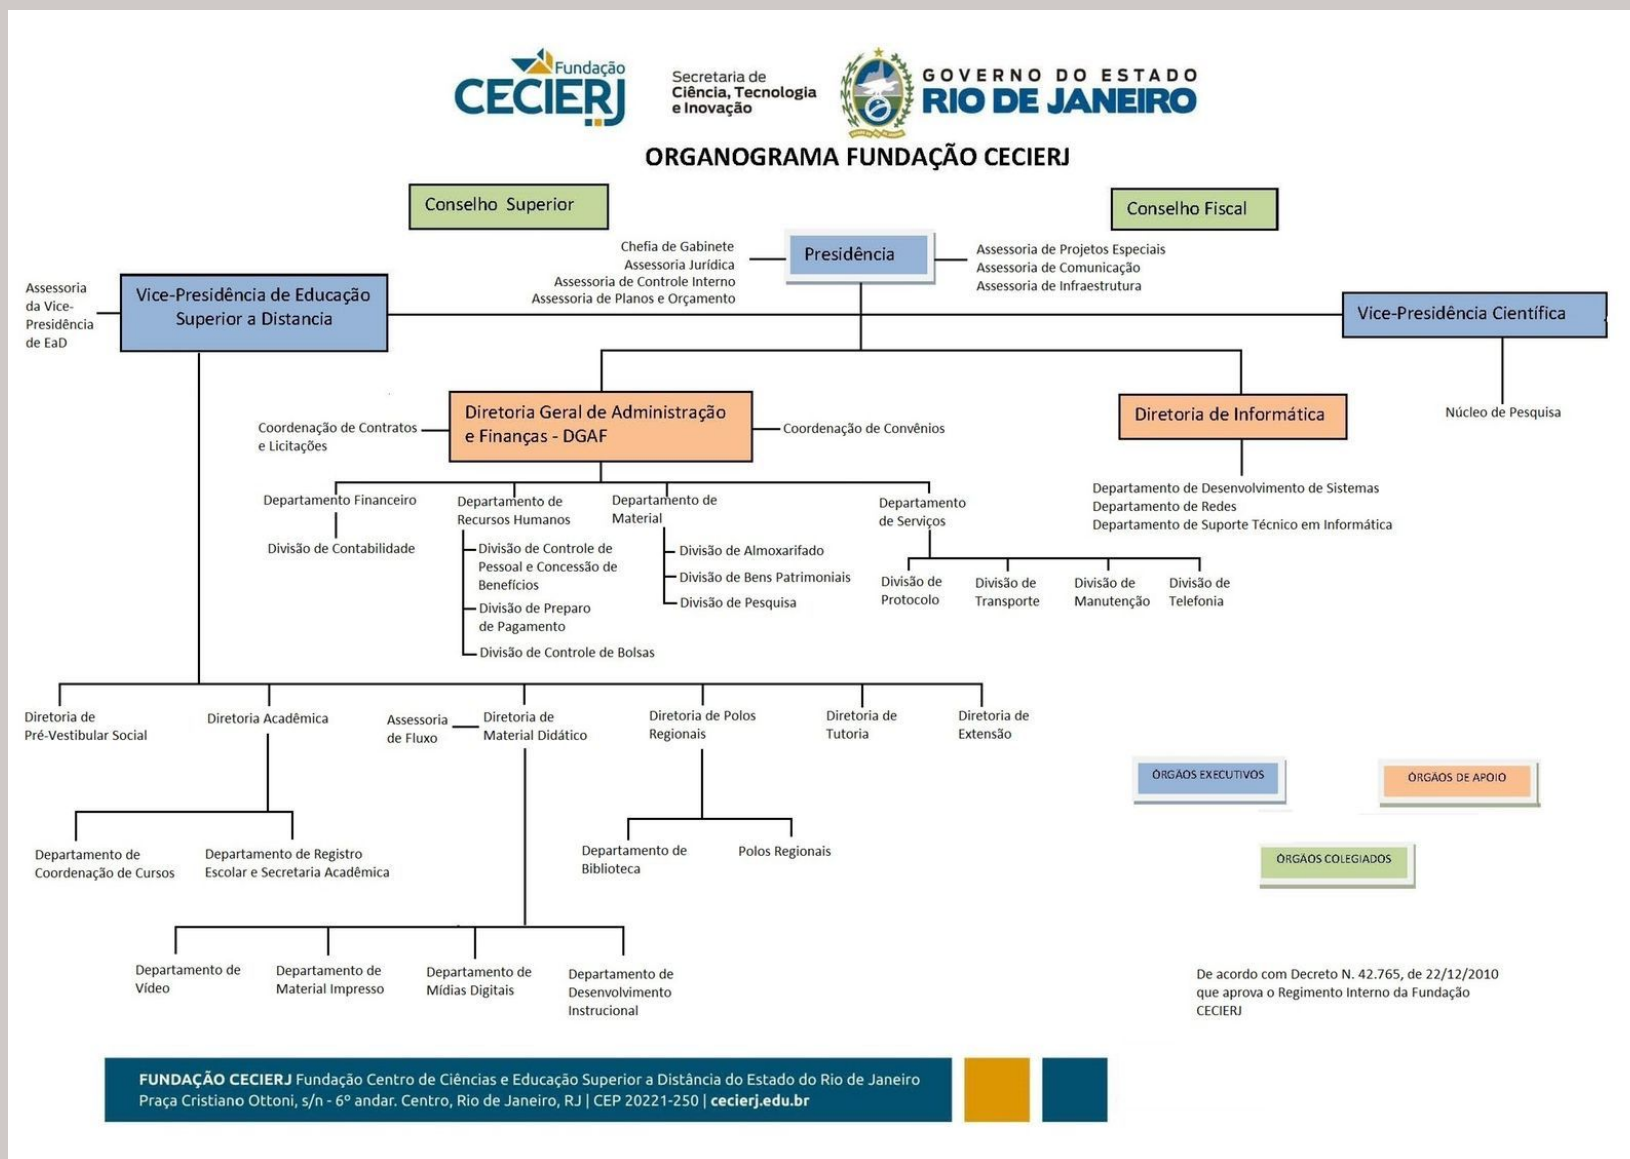 Fundação
CECIERJ
Secretaria de
Ciência, Tecnologia
e Inovação
GOVERNO DO ESTADO
RIO DE JANEIRO
ORGANOGRAMA FUNDAÇÃO CECIERJ
Conselho Superior
Conselho Fiscal
Chefia de Gabinete
Assessoria Jurídica
Assessoria de Controle Interno
Assessoria de Planos e Orçamento
Presidência
Assessoria de Projetos Especiais
Assessoria de Comunicação
Assessoria de Infraestrutura
Assessoria
da Vice-
Presidência
de EaD
Vice-Presidência de Educação
Superior a Distancia
Vice-Presidência Científica
Núcleo de Pesquisa
Coordenação de Contratos
e Licitações
Diretoria Geral de Administração
e Finanças - DGAF
Coordenação de Convênios
Diretoria de Informática
Departamento Financeiro
Divisão de Contabilidade
Departamento de
Recursos Humanos
Divisão de Controle de
Pessoal e Concessão de
Benefícios
Divisão de Preparo
de Pagamento
Divisão de Controle de Bolsas
Departamento de
Material
Divisão de Almoxarifado
Divisão de Bens Patrimoniais
Divisão de Pesquisa
Departamento
de Serviços
Divisão de
Protocolo
Divisão de
Transporte
Divisão de
Manutenção
Divisão de
Telefonia
Departamento de Desenvolvimento de Sistemas
Departamento de Redes
Departamento de Suporte Técnico em Informática
Diretoria de
Pré-Vestibular Social
Diretoria Acadêmica
Assessoria
de Fluxo
Diretoria de
Material Didático
Diretoria de Polos
Regionais
Diretoria de
Tutoria
Diretoria de
Extensão
Departamento de
Coordenação de Cursos
Departamento de Registro
Escolar e Secretaria Acadêmica
Departamento de
Biblioteca
Polos Regionais
Departamento de
Vídeo
Departamento de
Material Impresso
Departamento de
Mídias Digitais
Departamento de
Desenvolvimento
Instrucional
ÓRGÃOS EXECUTIVOS
ÓRGÃOS DE APOIO
ÓRGÃOS COLEGIADOS
De acordo com Decreto N. 42.765, de 22/12/2010
que aprova o Regimento Interno da Fundação
CECIERJ
FUNDAÇÃO CECIERJ Fundação Centro de Ciências e Educação Superior a Distância do Estado do Rio de Janeiro
Praça Cristiano Ottoni, s/n - 6º andar. Centro, Rio de Janeiro, RJ | CEP 20221-250 | cecierj.edu.br